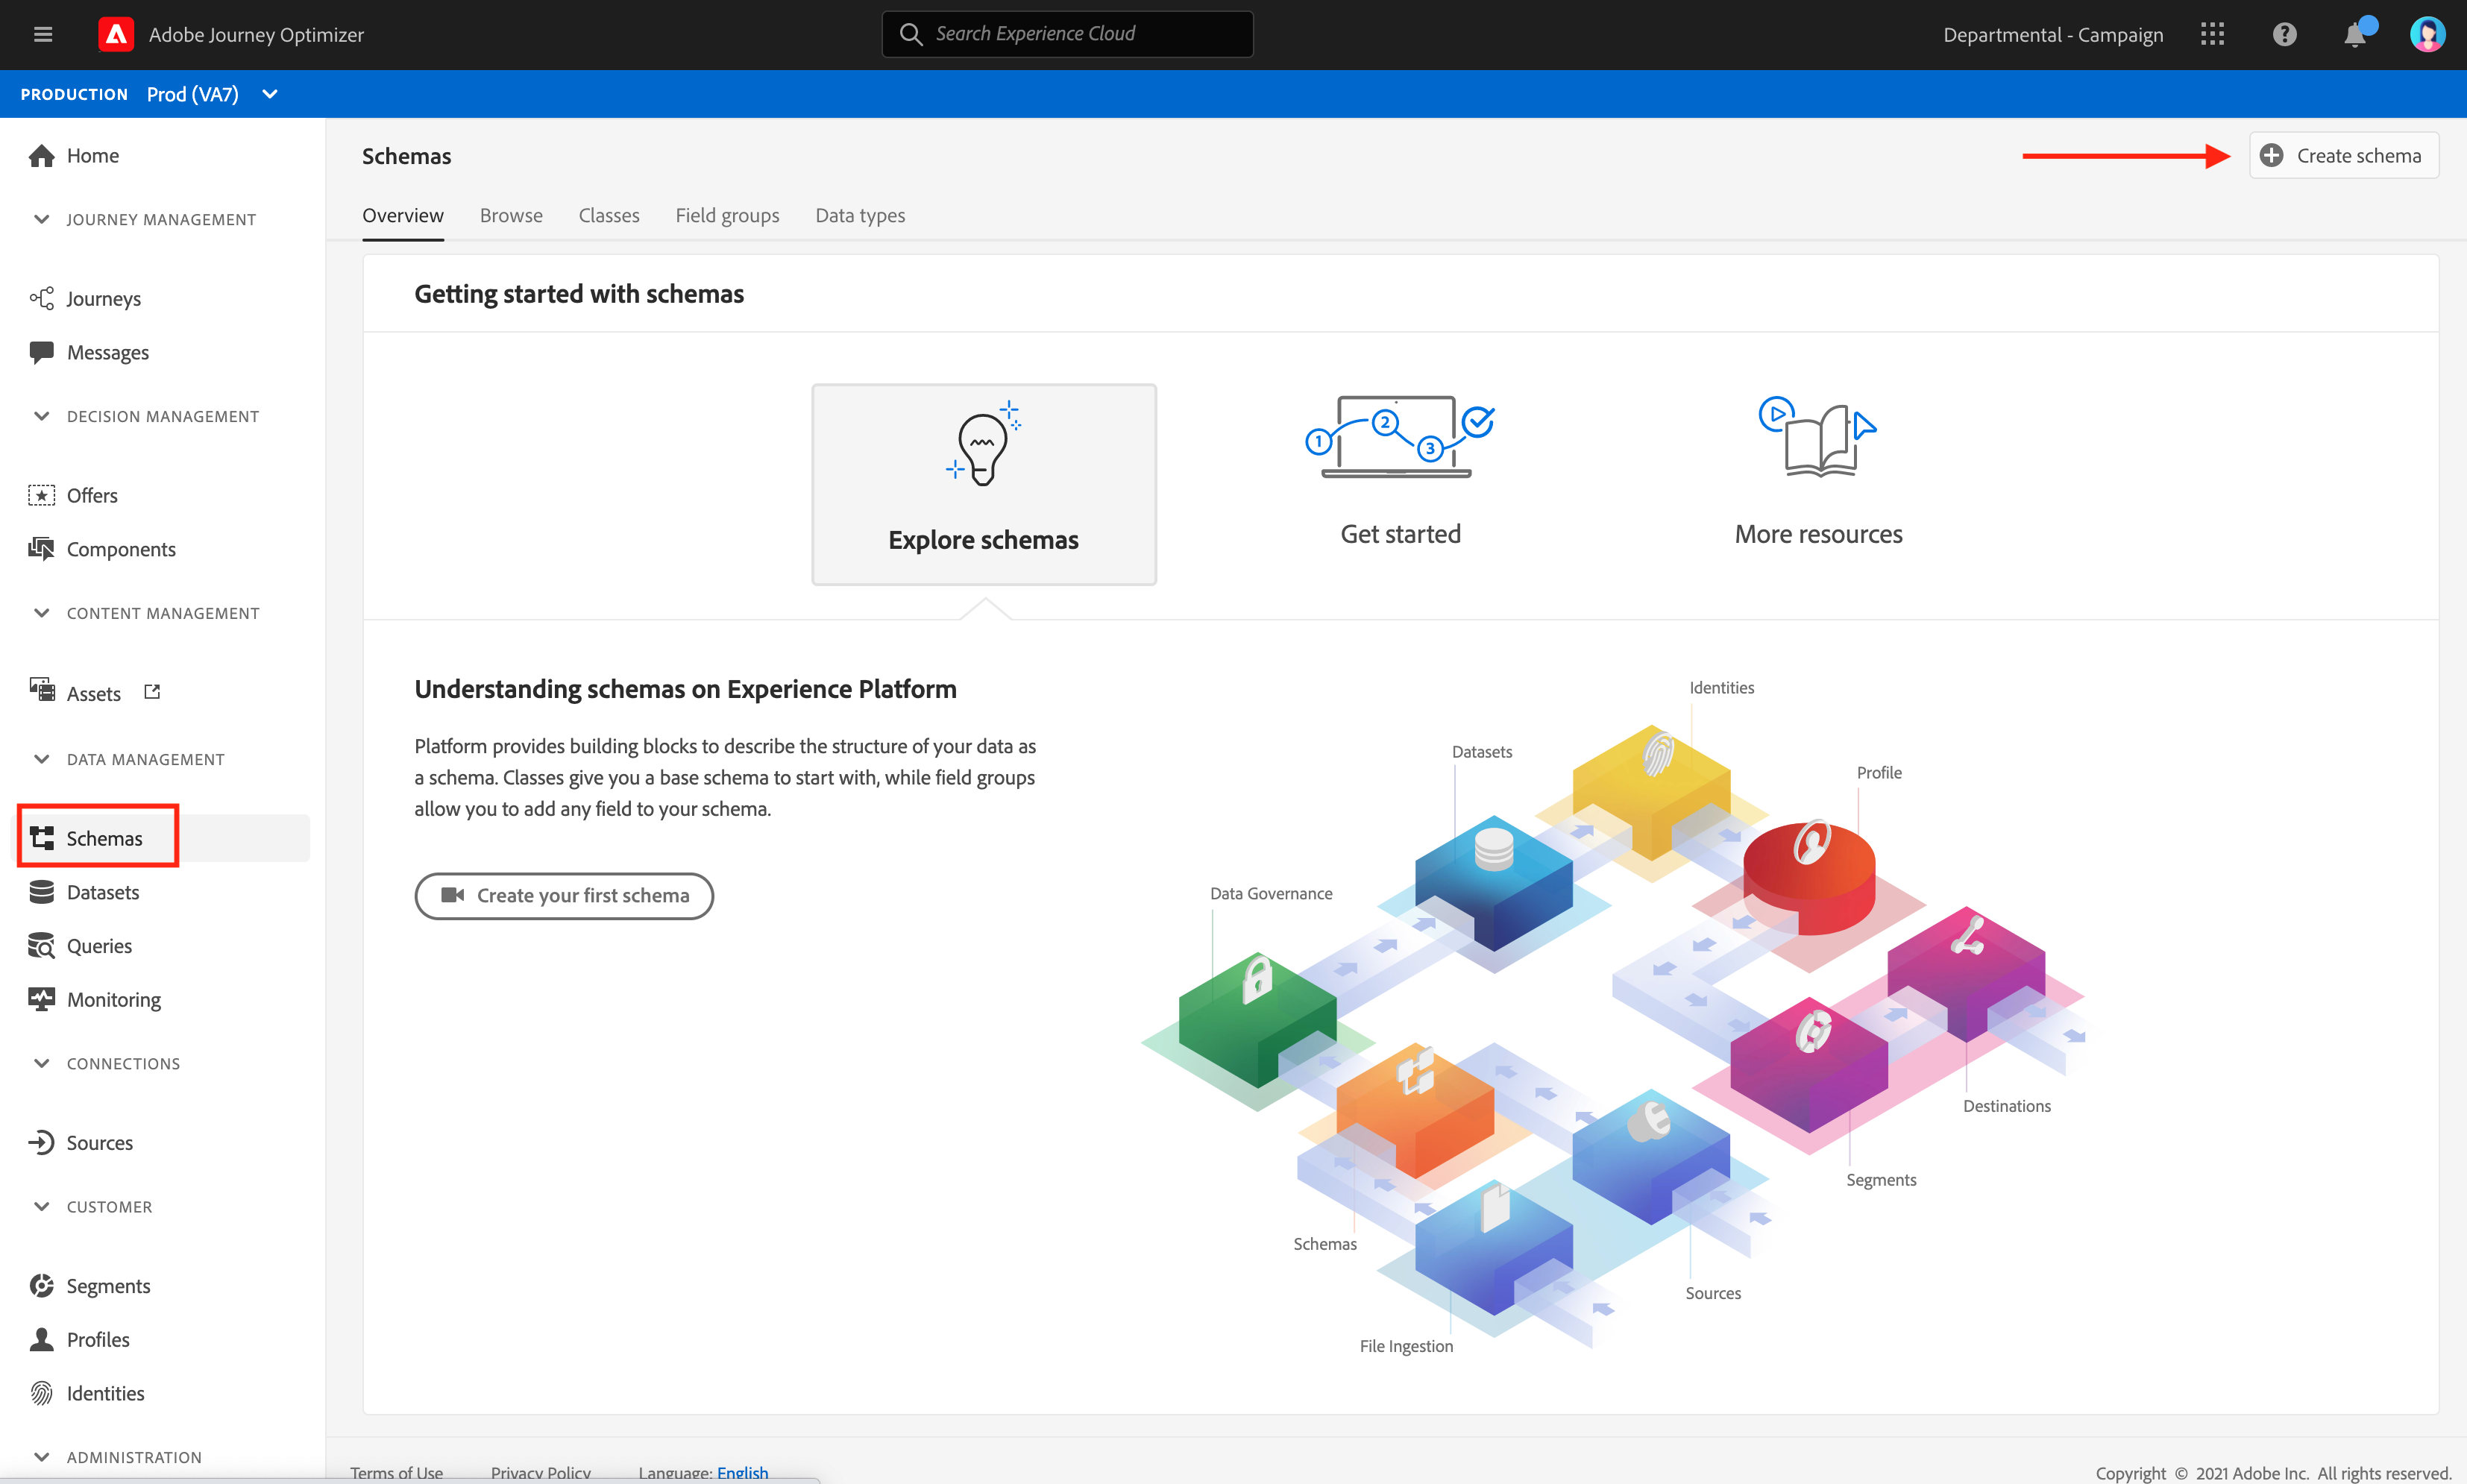 Adobe Journey Optimizer
Search Experience Cloud
Departmental - Campaign
PRODUCTION Prod (VA7)
Home
JOURNEY MANAGEMENT
Journeys
Messages
DECISION MANAGEMENT
Offers
Components
CONTENT MANAGEMENT
Assets
DATA MANAGEMENT
Schemas
Datasets
Queries
Monitoring
CONNECTIONS
Sources
CUSTOMER
Segments
Profiles
Identities
ADMINISTRATION
Schemas
Create schema
Overview Browse Classes Field groups Data types
Getting started with schemas
1 2 3
Explore schemas
Get started
More resources
Understanding schemas on Experience Platform
Platform provides building blocks to describe the structure of your data as
a schema. Classes give you a base schema to start with, while field groups
allow you to add any field to your schema.
Create your first schema
Identities
Datasets
Profile
Data Governance
Destinations
Segments
Schemas
Sources
File Ingestion
Terms of Use Privacy Policy Language: English
Copyright © 2021 Adobe Inc. All rights reserved.